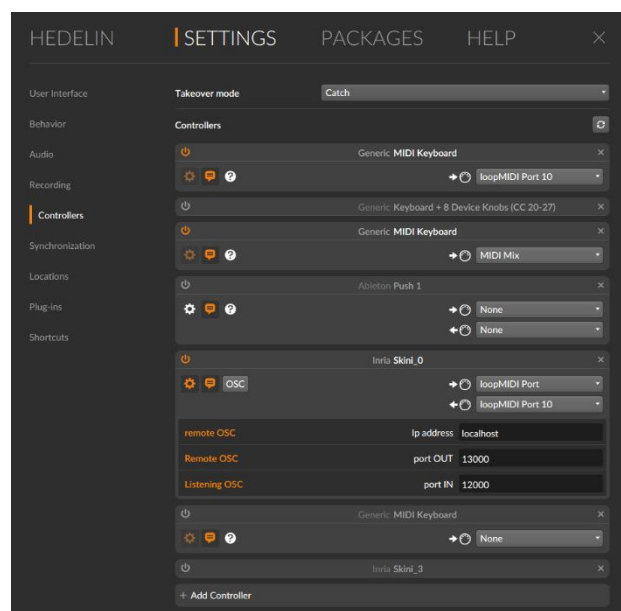 HEDELIN SETTINGS PACKAGES HELP
User Interface
Behavior
Audio
Recording
Controllers
Synchronization
Locations
Plug-ins
Shortcuts
Takeover mode Catch
Controllers
Generic MIDI Keyboard
loopMIDI Port 10
Generic Keyboard + 8 Device Knobs (CC 20-27)
Generic MIDI Keyboard
MIDI Mix
Ableton Push 1
None
None
Inria Skini_0
OSC loopMIDI Port
loopMIDI Port 10
remote OSC Ip address localhost
Remote OSC port OUT 13000
Listening OSC port IN 12000
Generic MIDI Keyboard
None
Inria Skini_3
+ Add Controller